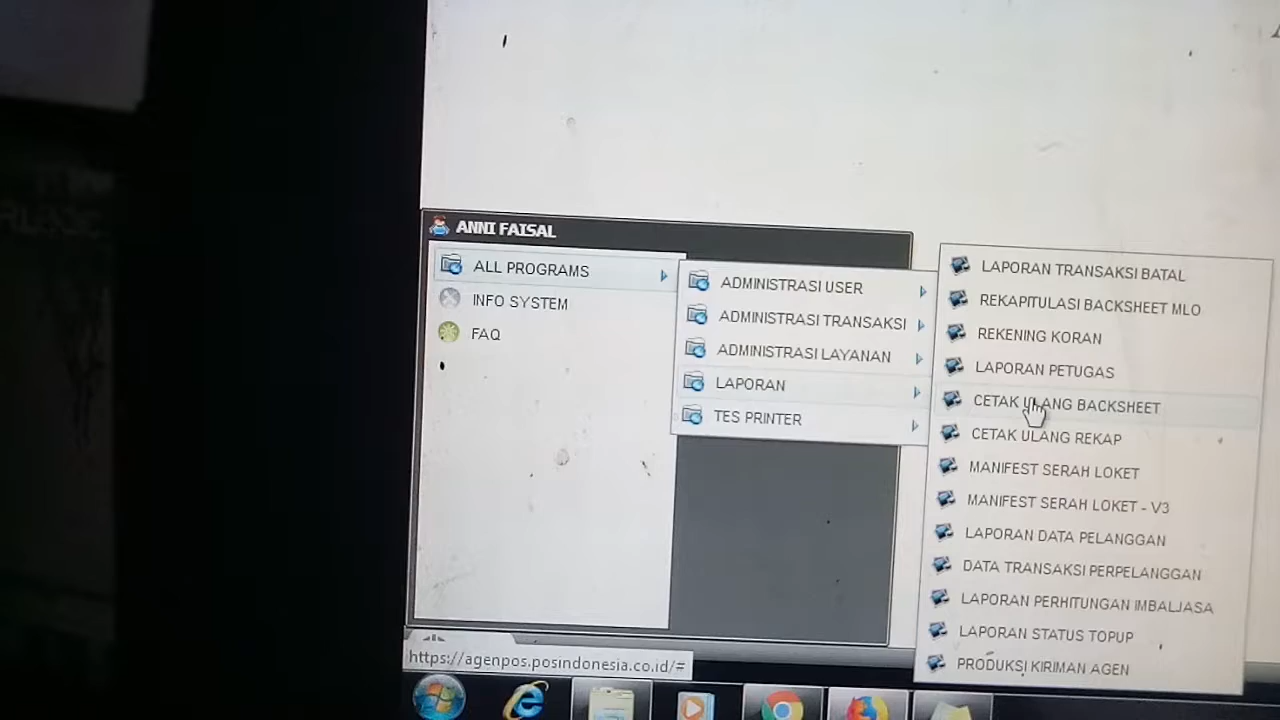 ANNI FAISAL
ALL PROGRAMS
INFO SYSTEM
FAQ
ADMINISTRASI USER
ADMINISTRASI TRANSAKSI
ADMINISTRASI LAYANAN
LAPORAN
TES PRINTER
LAPORAN TRANSAKSI BATAL
REKAPITULASI BACKSHEET MLO
REKENING KORAN
LAPORAN PETUGAS
CETAK ULANG BACKSHEET
CETAK ULANG REKAP
MANIFEST SERAH LOKET
MANIFEST SERAH LOKET - V3
LAPORAN DATA PELANGGAN
DATA TRANSAKSI PERPELANGGAN
LAPORAN PERHITUNGAN IMBALJASA
LAPORAN STATUS TOPUP
PRODUKSI KIRIMAN AGEN
https://agenpos.posindonesia.co.id/#